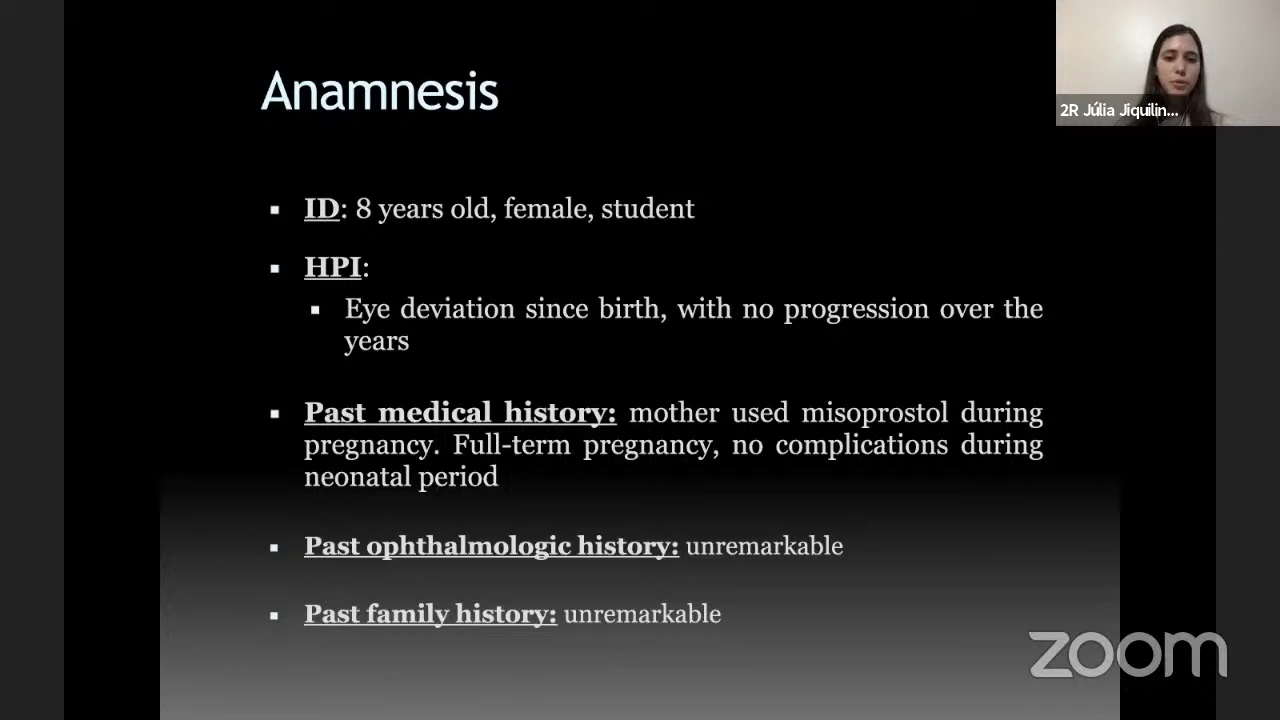 Anamnesis
2R Júlia Jiquilin...
▪ ID: 8 years old, female, student
▪ HPI:
▪ Eye deviation since birth, with no progression over the
years
▪ Past medical history: mother used misoprostol during
pregnancy. Full-term pregnancy, no complications during
neonatal period
▪ Past ophthalmologic history: unremarkable
▪ Past family history: unremarkable
zoom